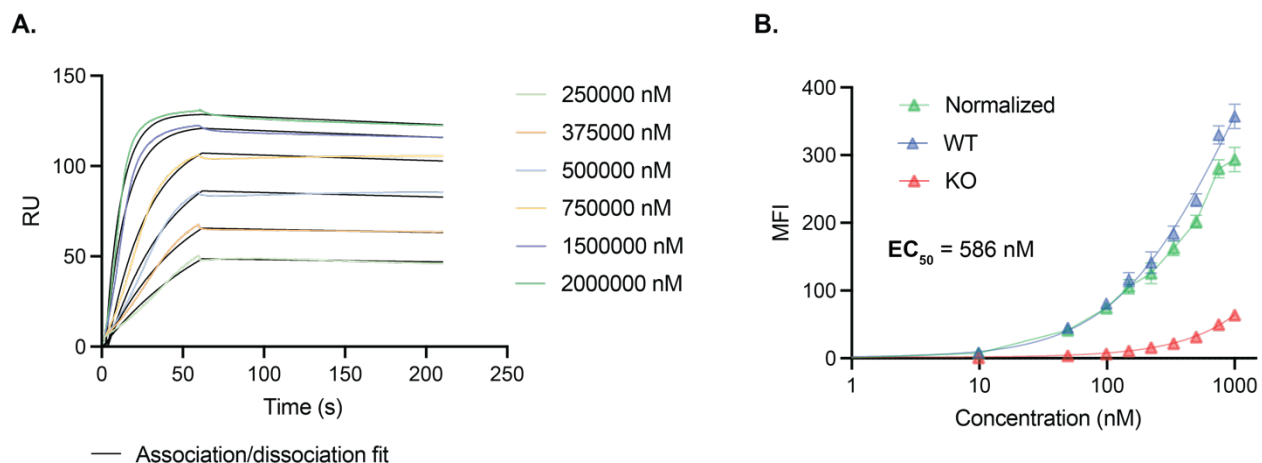 A.
RU
150
100
50
0
0 50 100 150 200 250
Time (s)
250000 nM
375000 nM
500000 nM
750000 nM
1500000 nM
2000000 nM
Association/dissociation fit
B.
MFI
400
300
200
100
0
1 10 100 1000
Concentration (nM)
Normalized
WT
KO
EC50 = 586 nM